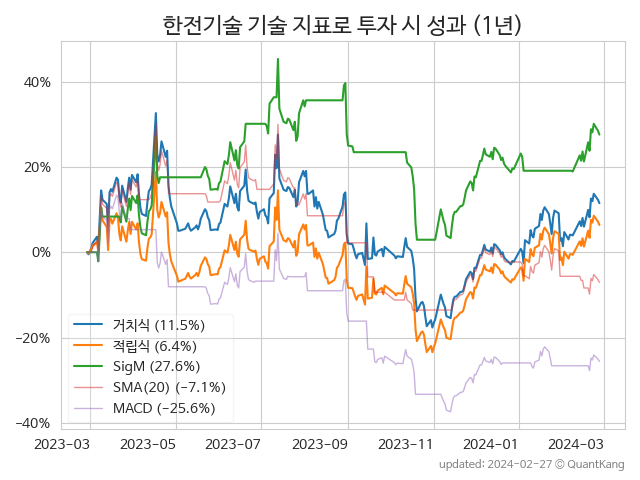 한전기술 기술 지표로 투자 시 성과 (1년)
40%
20%
0%
−20%
−40%
거치식 (11.5%)
적립식 (6.4%)
SigM (27.6%)
SMA(20) (−7.1%)
MACD (−25.6%)
2023-03 2023-05 2023-07 2023-09 2023-11 2024-01 2024-03
updated: 2024-02-27 ⓒ QuantKang